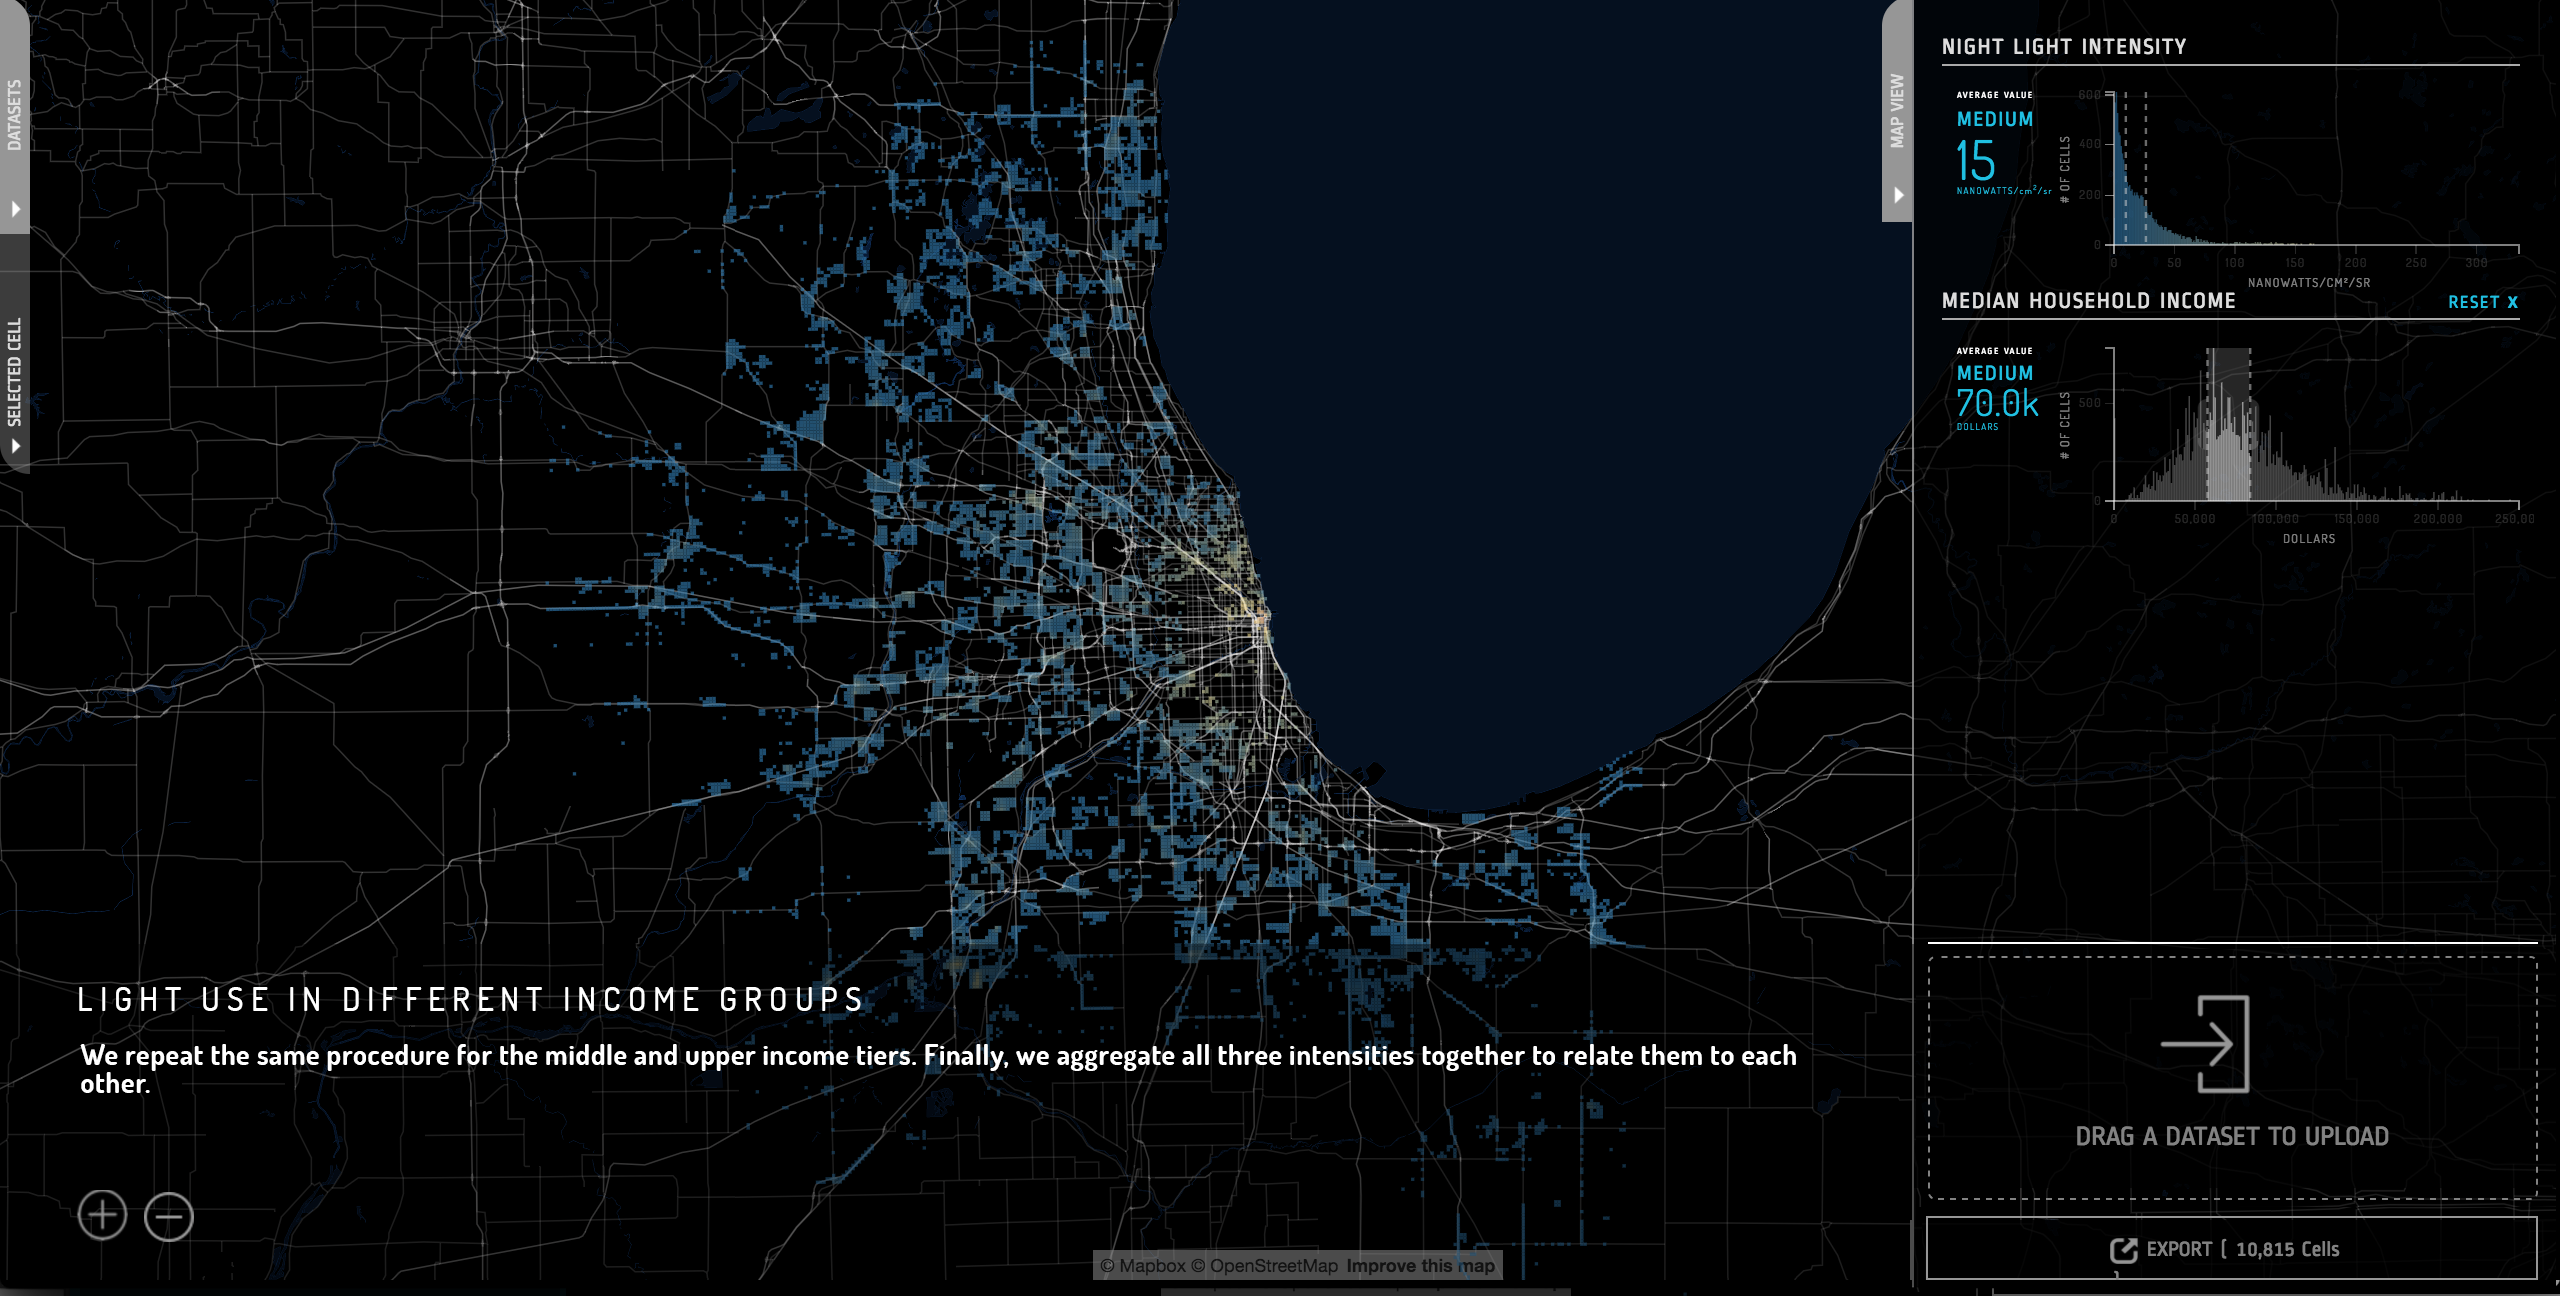 DATASETS
SELECTED CELL
MAP VIEW
NIGHT LIGHT INTENSITY
AVERAGE VALUE
MEDIUM
15
NANOWATTS/cm²/sr
# OF CELLS
600
400
200
0
0 50 100 150 200 250 300
NANOWATTS/CM²/SR
MEDIAN HOUSEHOLD INCOME
RESET X
AVERAGE VALUE
MEDIUM
70.0k
DOLLARS
# OF CELLS
500
0
0 50,000 100,000 150,000 200,000 250,00
DOLLARS
LIGHT USE IN DIFFERENT INCOME GROUPS
We repeat the same procedure for the middle and upper income tiers. Finally, we aggregate all three intensities together to relate them to each
other.
DRAG A DATASET TO UPLOAD
EXPORT ( 10,815 Cells
)
© Mapbox © OpenStreetMap Improve this map